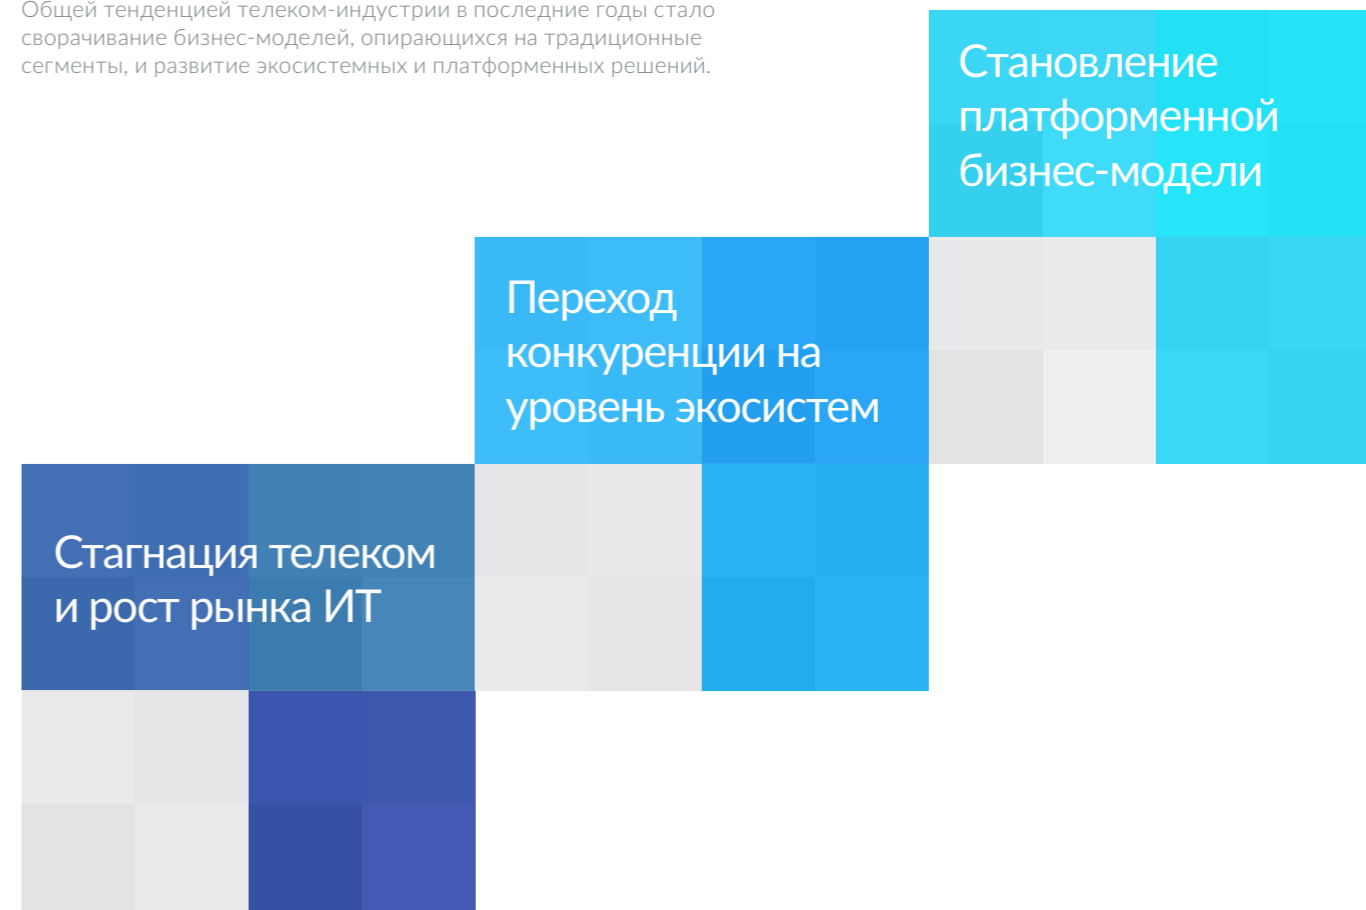 Общей тенденцией телеком-индустрии в последние годы стало
сворачивание бизнес-моделей, опирающихся на традиционные
сегменты, и развитие экосистемных и платформенных решений.
Становление
платформенной
бизнес-модели
Переход
конкуренции на
уровень экосистем
Стагнация телеком
и рост рынка ИТ